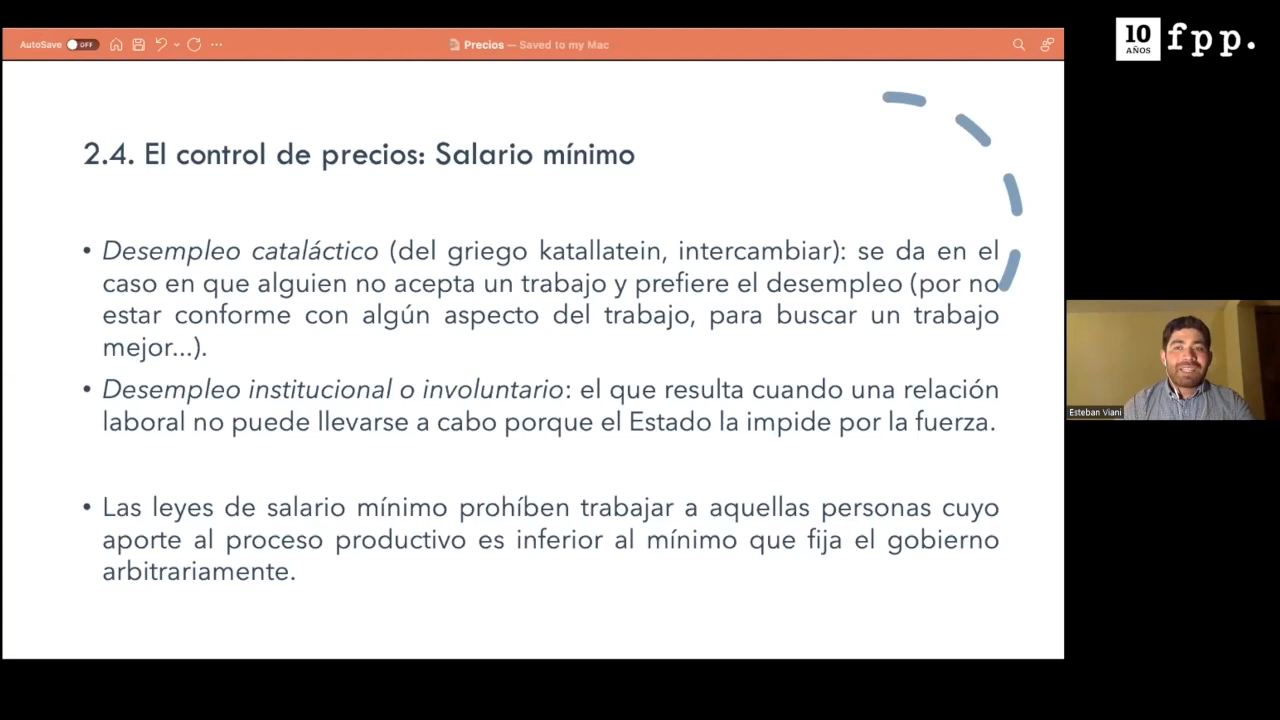 AutoSave OFF
Precios — Saved to my Mac
10 AÑOS fpp.
2.4. El control de precios: Salario mínimo
• Desempleo cataláctico (del griego katallatein, intercambiar): se da en el
caso en que alguien no acepta un trabajo y prefiere el desempleo (por no
estar conforme con algún aspecto del trabajo, para buscar un trabajo
mejor...).
• Desempleo institucional o involuntario: el que resulta cuando una relación
laboral no puede llevarse a cabo porque el Estado la impide por la fuerza.
• Las leyes de salario mínimo prohíben trabajar a aquellas personas cuyo
aporte al proceso productivo es inferior al mínimo que fija el gobierno
arbitrariamente.
Esteban Viani